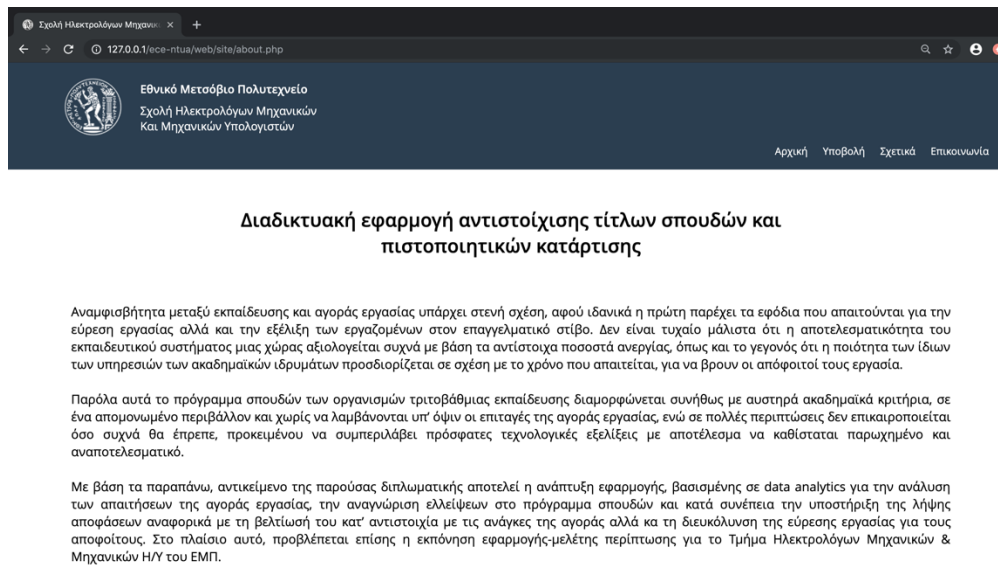 Σχολή Ηλεκτρολόγων Μηχανικ
127.0.0.1/ece-ntua/web/site/about.php
Εθνικό Μετσόβιο Πολυτεχνείο
Σχολή Ηλεκτρολόγων Μηχανικών
Και Μηχανικών Υπολογιστών
Αρχική Υποβολή Σχετικά Επικοινωνία
Διαδικτυακή εφαρμογή αντιστοίχισης τίτλων σπουδών και
πιστοποιητικών κατάρτισης
Αναμφισβήτητα μεταξύ εκπαίδευσης και αγοράς εργασίας υπάρχει στενή σχέση, αφού ιδανικά η πρώτη παρέχει τα εφόδια που απαιτούνται για την
εύρεση εργασίας αλλά και την εξέλιξη των εργαζομένων στον επαγγελματικό στίβο. Δεν είναι τυχαίο μάλιστα ότι η αποτελεσματικότητα του
εκπαιδευτικού συστήματος μιας χώρας αξιολογείται συχνά με βάση τα αντίστοιχα ποσοστά ανεργίας, όπως και το γεγονός ότι η ποιότητα των ίδιων
των υπηρεσιών των ακαδημαϊκών ιδρυμάτων προσδιορίζεται σε σχέση με το χρόνο που απαιτείται, για να βρουν οι απόφοιτοί τους εργασία.
Παρόλα αυτά το πρόγραμμα σπουδών των οργανισμών τριτοβάθμιας εκπαίδευσης διαμορφώνεται συνήθως με αυστηρά ακαδημαϊκά κριτήρια, σε
ένα απομονωμένο περιβάλλον και χωρίς να λαμβάνονται υπ’ όψιν οι επιταγές της αγοράς εργασίας, ενώ σε πολλές περιπτώσεις δεν επικαιροποιείται
όσο συχνά θα έπρεπε, προκειμένου να συμπεριλάβει πρόσφατες τεχνολογικές εξελίξεις με αποτέλεσμα να καθίσταται παρωχημένο και
αναποτελεσματικό.
Με βάση τα παραπάνω, αντικείμενο της παρούσας διπλωματικής αποτελεί η ανάπτυξη εφαρμογής, βασισμένης σε data analytics για την ανάλυση
των απαιτήσεων της αγοράς εργασίας, την αναγνώριση ελλείψεων στο πρόγραμμα σπουδών και κατά συνέπεια την υποστήριξη της λήψης
αποφάσεων αναφορικά με τη βελτίωσή του κατ’ αντιστοιχία με τις ανάγκες της αγοράς αλλά κα τη διευκόλυνση της εύρεσης εργασίας για τους
αποφοίτους. Στο πλαίσιο αυτό, προβλέπεται επίσης η εκπόνηση εφαρμογής-μελέτης περίπτωσης για το Τμήμα Ηλεκτρολόγων Μηχανικών &
Μηχανικών Η/Υ του ΕΜΠ.